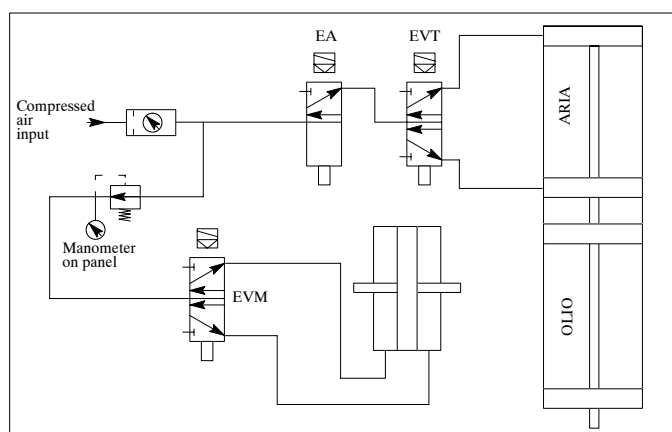 EA
EVT
Compressed
air
input
ARIA
Manometer
on panel
EVM
OLIO